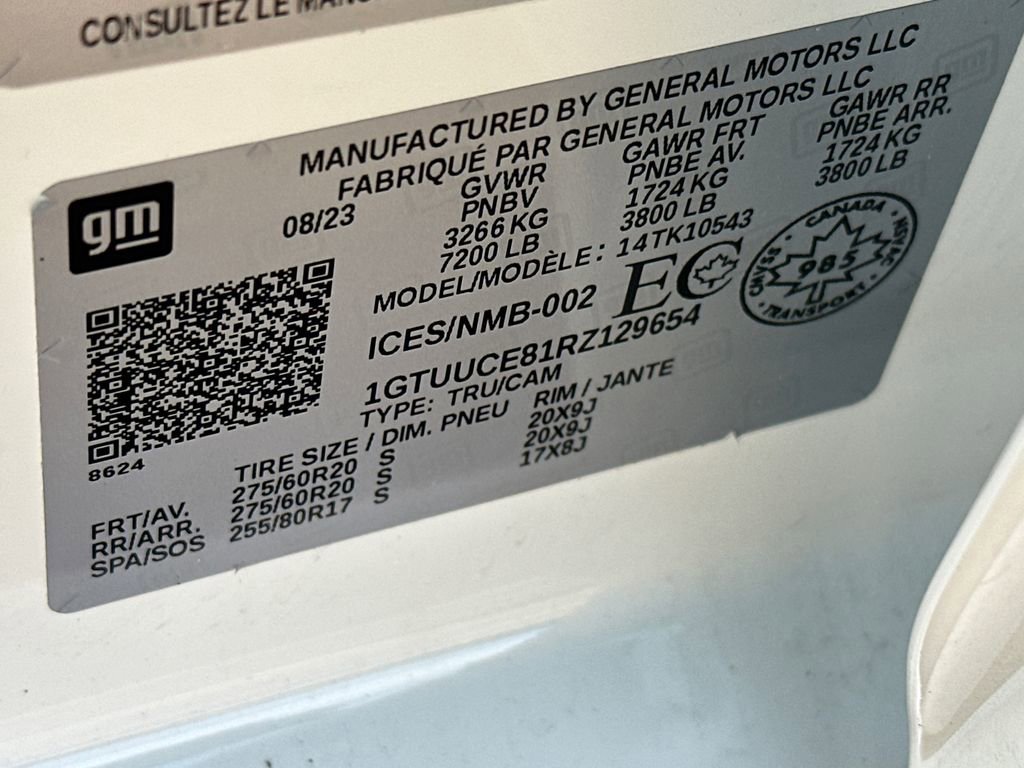 CONSULTEZ LE
gm
MANUFACTURED BY GENERAL MOTORS LLC
FABRIQUÉ PAR GENERAL MOTORS LLC
08/23
GVWR GAWR FRT GAWR RR
PNBV PNBE AV. PNBE ARR.
3266 KG 1724 KG 1724 KG
7200 LB 3800 LB 3800 LB
MODEL/MODÈLE: 14TK10543
ICES/NMB-002 EC
CANADA
CMVSS 985 NSVAC
TRANSPORT
1GTUUCE81RZ129654
TYPE: TRU/CAM
8624
TIRE SIZE / DIM. PNEU RIM / JANTE
FRT/AV. 275/60R20 S 20X9J
RR/ARR. 275/60R20 S 20X9J
SPA/SOS 255/80R17 S 17X8J